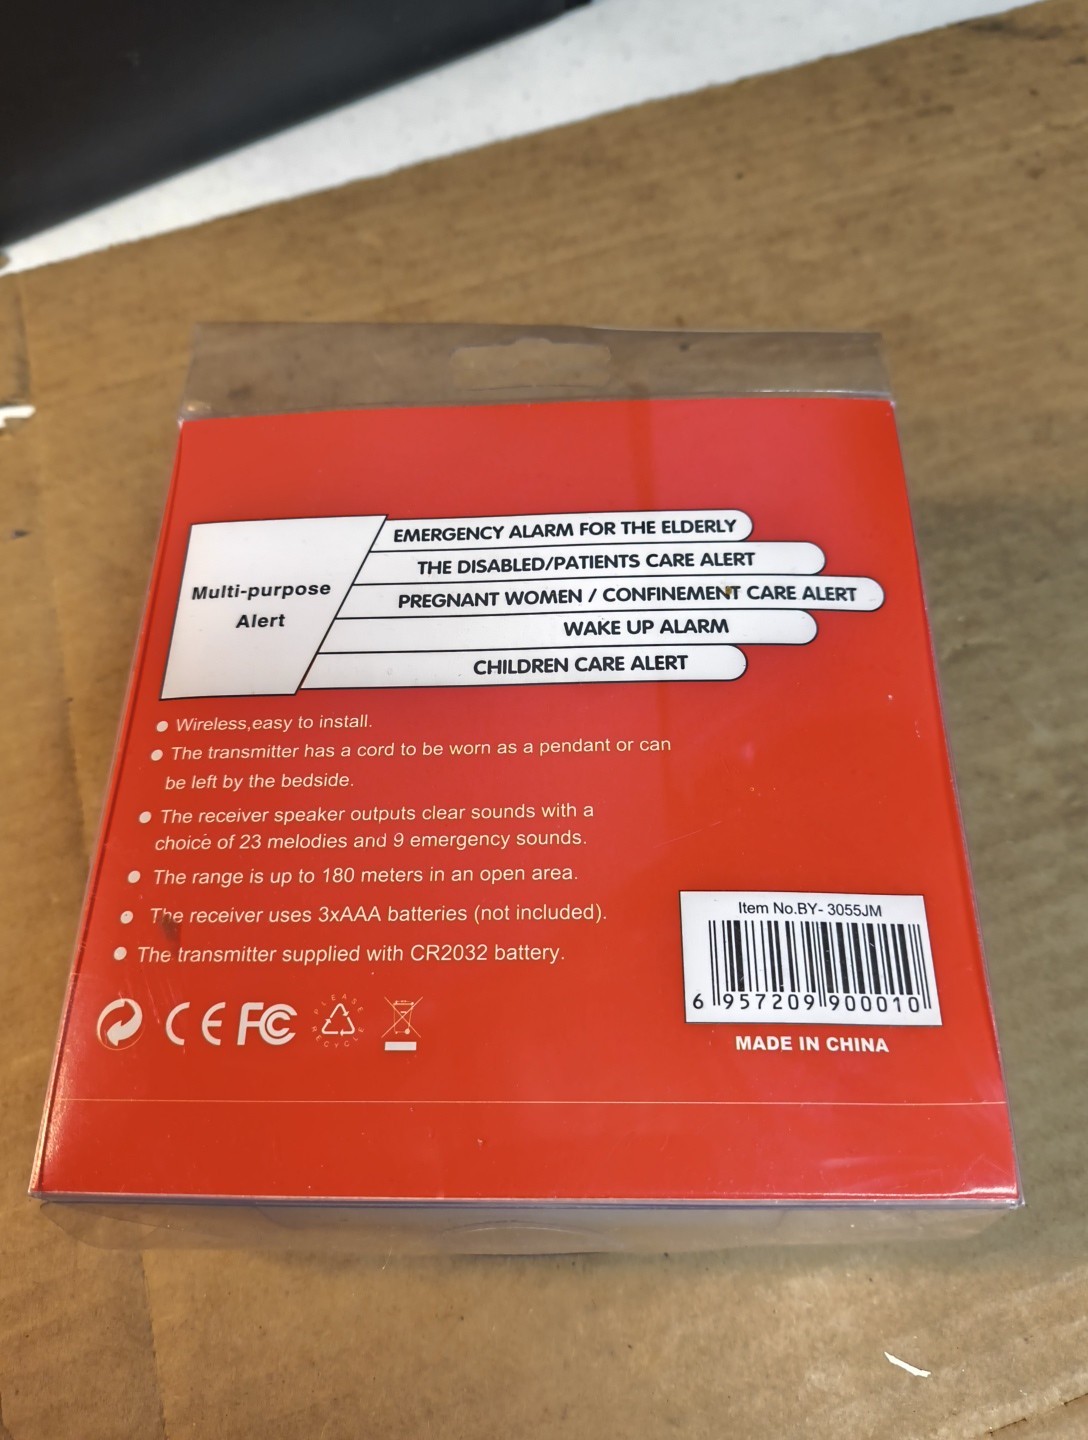 Multi-purpose
Alert
EMERGENCY ALARM FOR THE ELDERLY
THE DISABLED/PATIENTS CARE ALERT
PREGNANT WOMEN / CONFINEMENT CARE ALERT
WAKE UP ALARM
CHILDREN CARE ALERT
● Wireless,easy to install.
● The transmitter has a cord to be worn as a pendant or can
be left by the bedside.
● The receiver speaker outputs clear sounds with a
choice of 23 melodies and 9 emergency sounds.
● The range is up to 180 meters in an open area.
● The receiver uses 3xAAA batteries (not included).
● The transmitter supplied with CR2032 battery.
CE FC PLEASE RECYCLE
Item No.BY- 3055JM
6 957209 900010
MADE IN CHINA